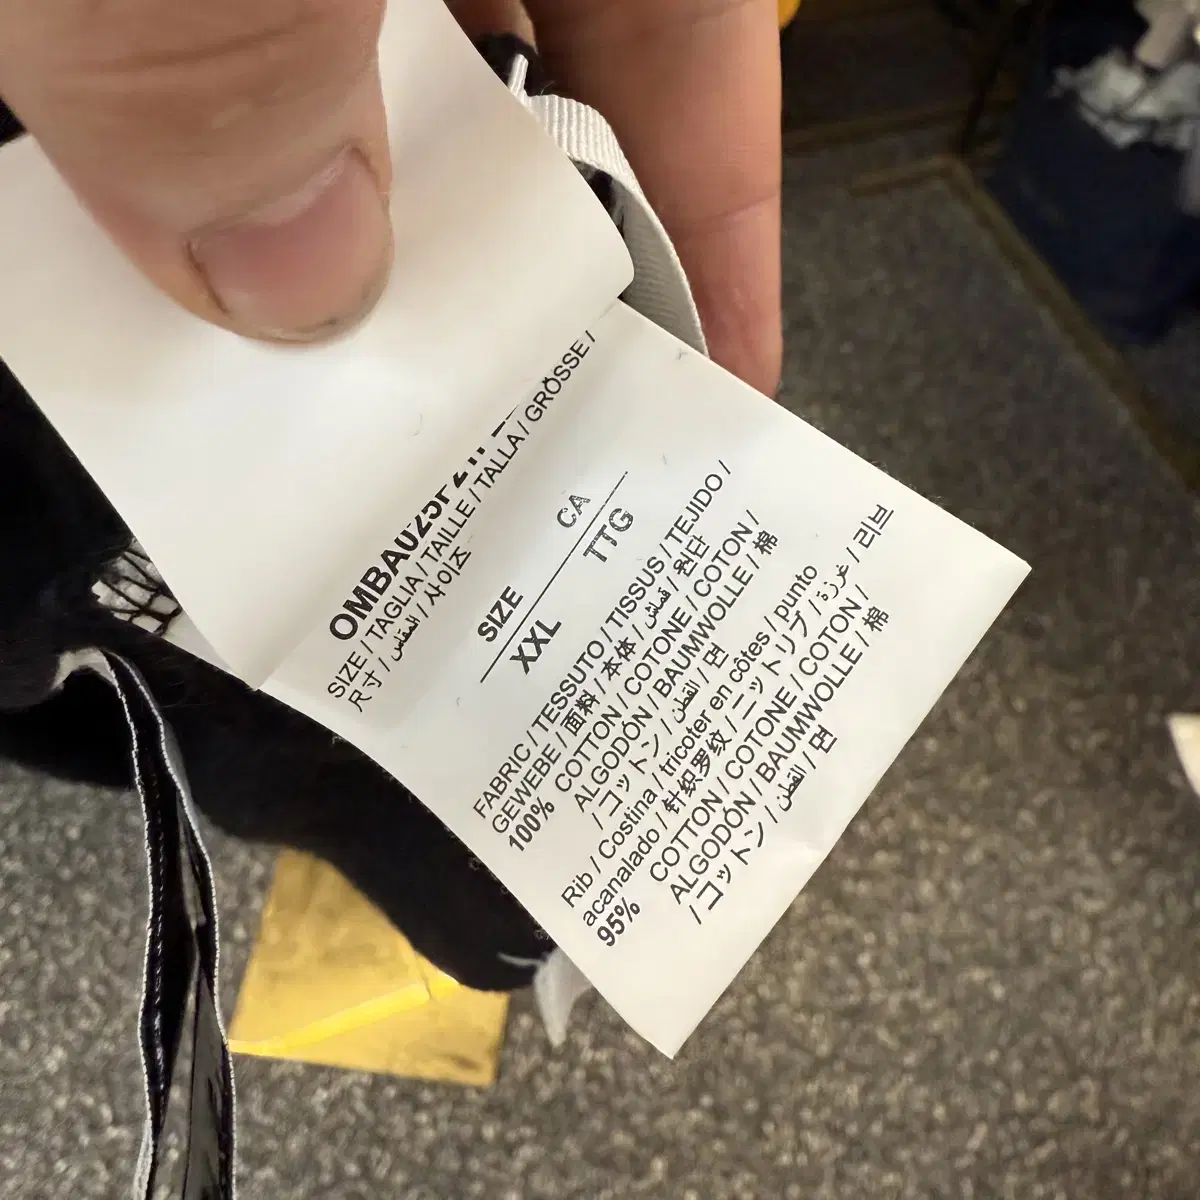 SIZE / TAGLIA / TAILLE / TALLA / GRÖSSE /
尺寸 / المقاس / 사이즈
SIZE CA
XXL TTG
FABRIC / TESSUTO / TISSUS / TEJIDO /
GEWEBE / 面料 / 本体 / قماش / 원단
100% COTTON / COTONE / COTON /
ALGODÓN / BAUMWOLLE / 棉
/ コットン / القطن / 면
Rib / Costina / tricoter en côtes / punto
acanalado / 针织罗纹 / ニットリブ / غرزة / 리브
95% COTTON / COTONE / COTON /
ALGODÓN / BAUMWOLLE / 棉
/ コットン / القطن / 면